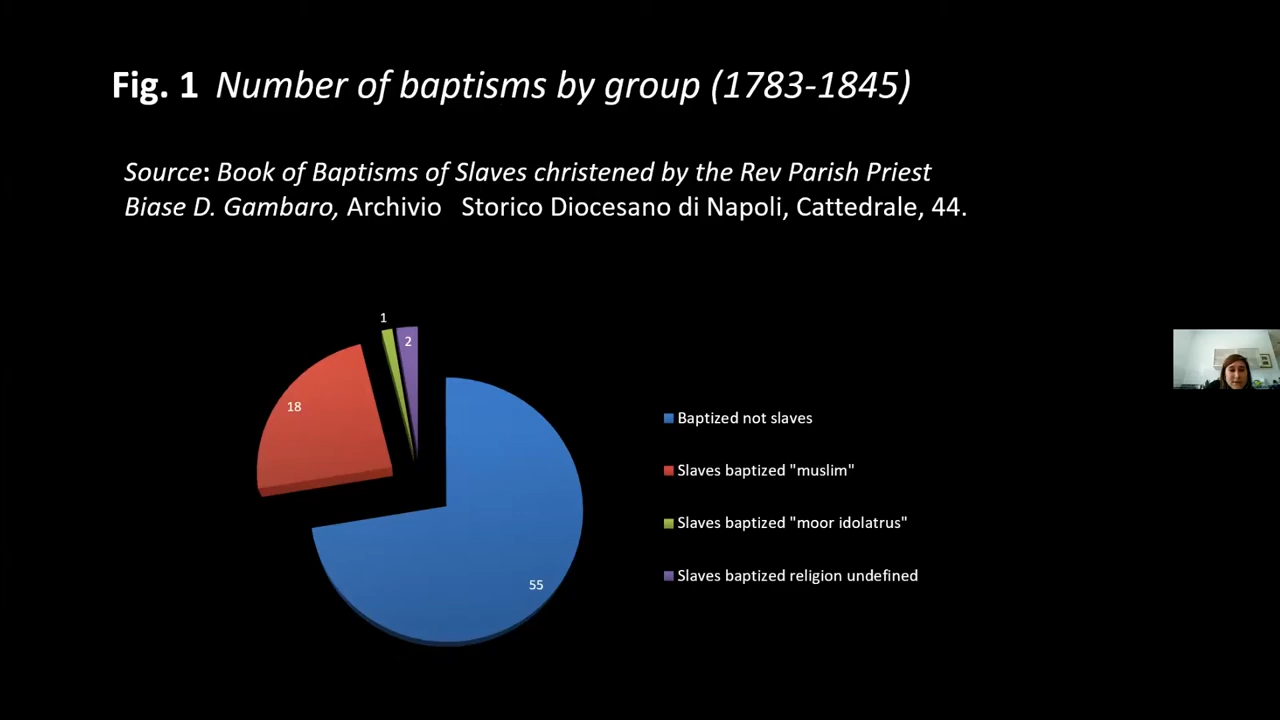 Fig. 1 Number of baptisms by group (1783-1845)
Source: Book of Baptisms of Slaves christened by the Rev Parish Priest
Biase D. Gambaro, Archivio Storico Diocesano di Napoli, Cattedrale, 44.
1
2
18
55
Baptized not slaves
Slaves baptized "muslim"
Slaves baptized "moor idolatrus"
Slaves baptized religion undefined